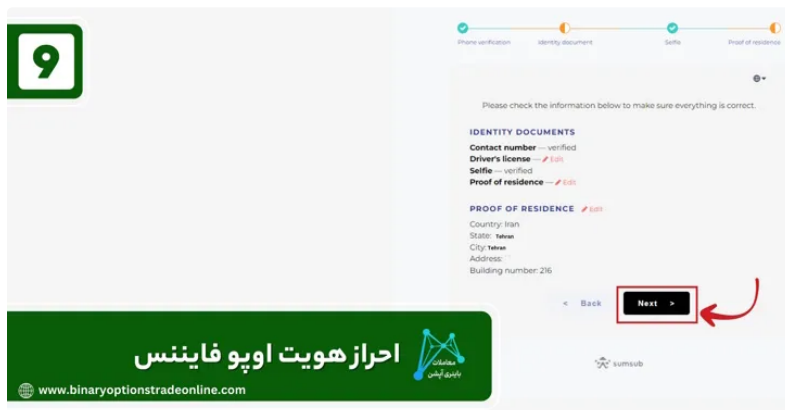 9
Phone verification
Identity document
Selfie
Proof of residence
Please check the information below to make sure everything is correct.
IDENTITY DOCUMENTS
Contact number — verified
Driver's license — Edit
Selfie — verified
Proof of residence — Edit
PROOF OF RESIDENCE Edit
Country: Iran
State: Tehran
City: Tehran
Address:
Building number: 216
< Back
Next >
sumsub
احراز هویت اوپو فایننس
معاملات
باینری آپشن
www.binaryoptionstradeonline.com